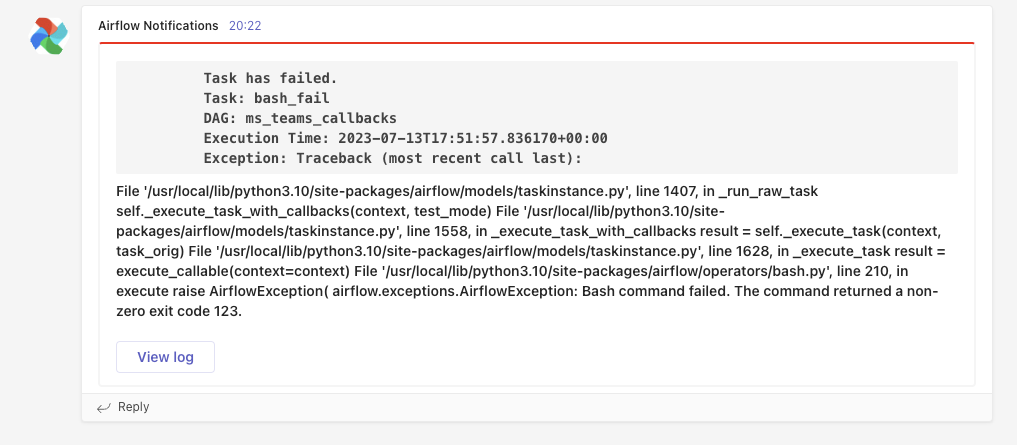 Airflow Notifications 20:22
Task has failed.
Task: bash_fail
DAG: ms_teams_callbacks
Execution Time: 2023-07-13T17:51:57.836170+00:00
Exception: Traceback (most recent call last):
File '/usr/local/lib/python3.10/site-packages/airflow/models/taskinstance.py', line 1407, in _run_raw_task
self._execute_task_with_callbacks(context, test_mode) File '/usr/local/lib/python3.10/site-
packages/airflow/models/taskinstance.py', line 1558, in _execute_task_with_callbacks result = self._execute_task(context,
task_orig) File '/usr/local/lib/python3.10/site-packages/airflow/models/taskinstance.py', line 1628, in _execute_task result =
execute_callable(context=context) File '/usr/local/lib/python3.10/site-packages/airflow/operators/bash.py', line 210, in
execute raise AirflowException( airflow.exceptions.AirflowException: Bash command failed. The command returned a non-
zero exit code 123.
View log
Reply